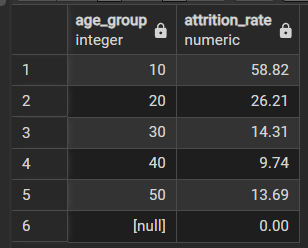 age_group attrition_rate
integer numeric
1 10 58.82
2 20 26.21
3 30 14.31
4 40 9.74
5 50 13.69
6 [null] 0.00